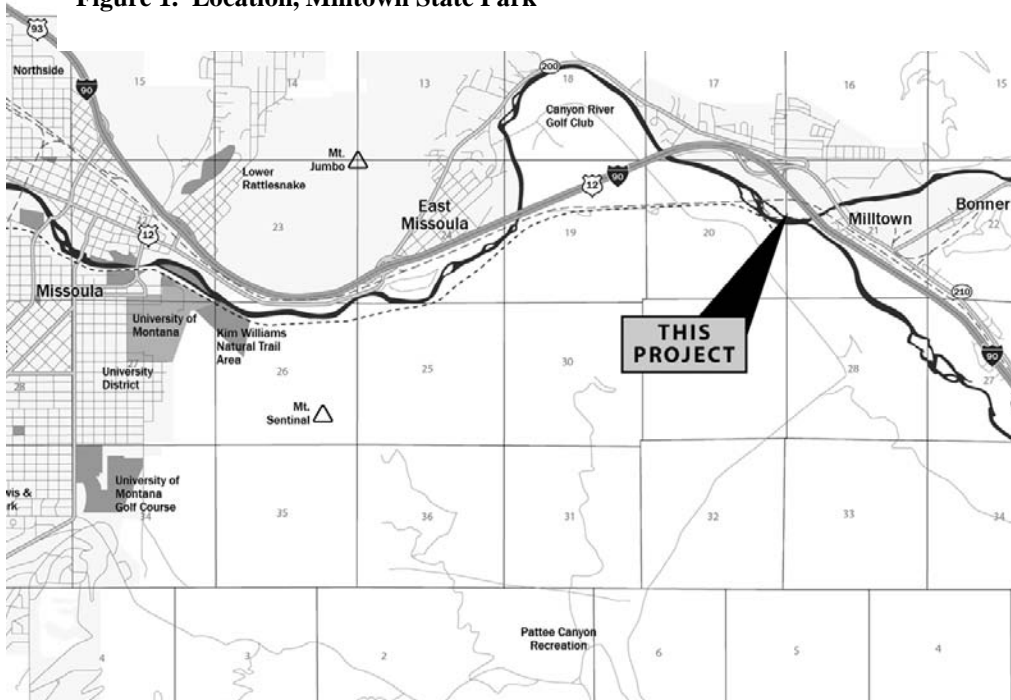 Figure 1. Location, Milltown State Park
93
Northside
90
15
14
13
200
18
17
16
15
Canyon River
Golf Club
Mt.
Jumbo
Lower
Rattlesnake
12
90
East
Missoula
Milltown
Bonner
23
24
19
20
21
22
12
Missoula
210
THIS
PROJECT
University of
Montana
Kim Williams
Natural Trail
Area
90
27
University
District
28
26
25
30
28
27
Mt.
Sentinal
University of
Montana
Golf Course
wis &
rk
34
35
36
31
32
33
34
Pattee Canyon
Recreation
4
3
2
6
5
4